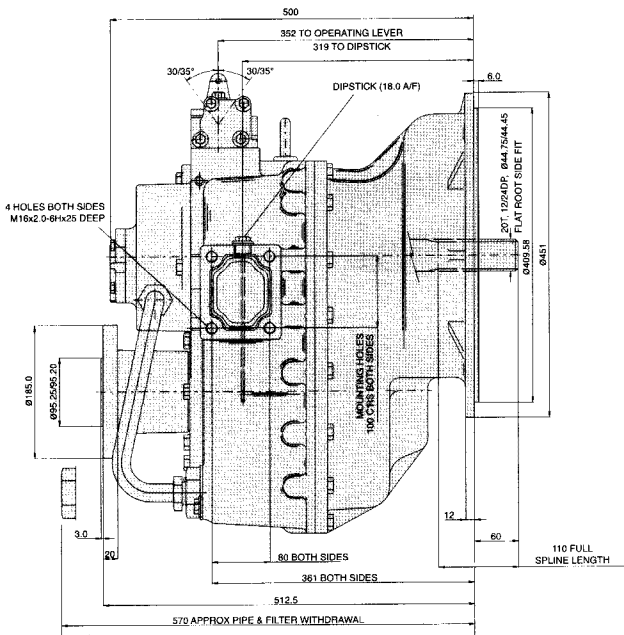 500
352 TO OPERATING LEVER
319 TO DIPSTICK
30/35°
30/35°
6.0
DIPSTICK (18.0 A/F)
4 HOLES BOTH SIDES
M16x2.0-6Hx25 DEEP
20T, 12/24DP, Ø44.75/44.45
FLAT ROOT SIDE FIT
Ø409.58
Ø451
Ø185.0
Ø95.25/95.20
MOUNTING HOLES
100 CTRS BOTH SIDES
3.0
20
12
60
110 FULL
SPLINE LENGTH
80 BOTH SIDES
361 BOTH SIDES
512.5
570 APPROX PIPE & FILTER WITHDRAWAL